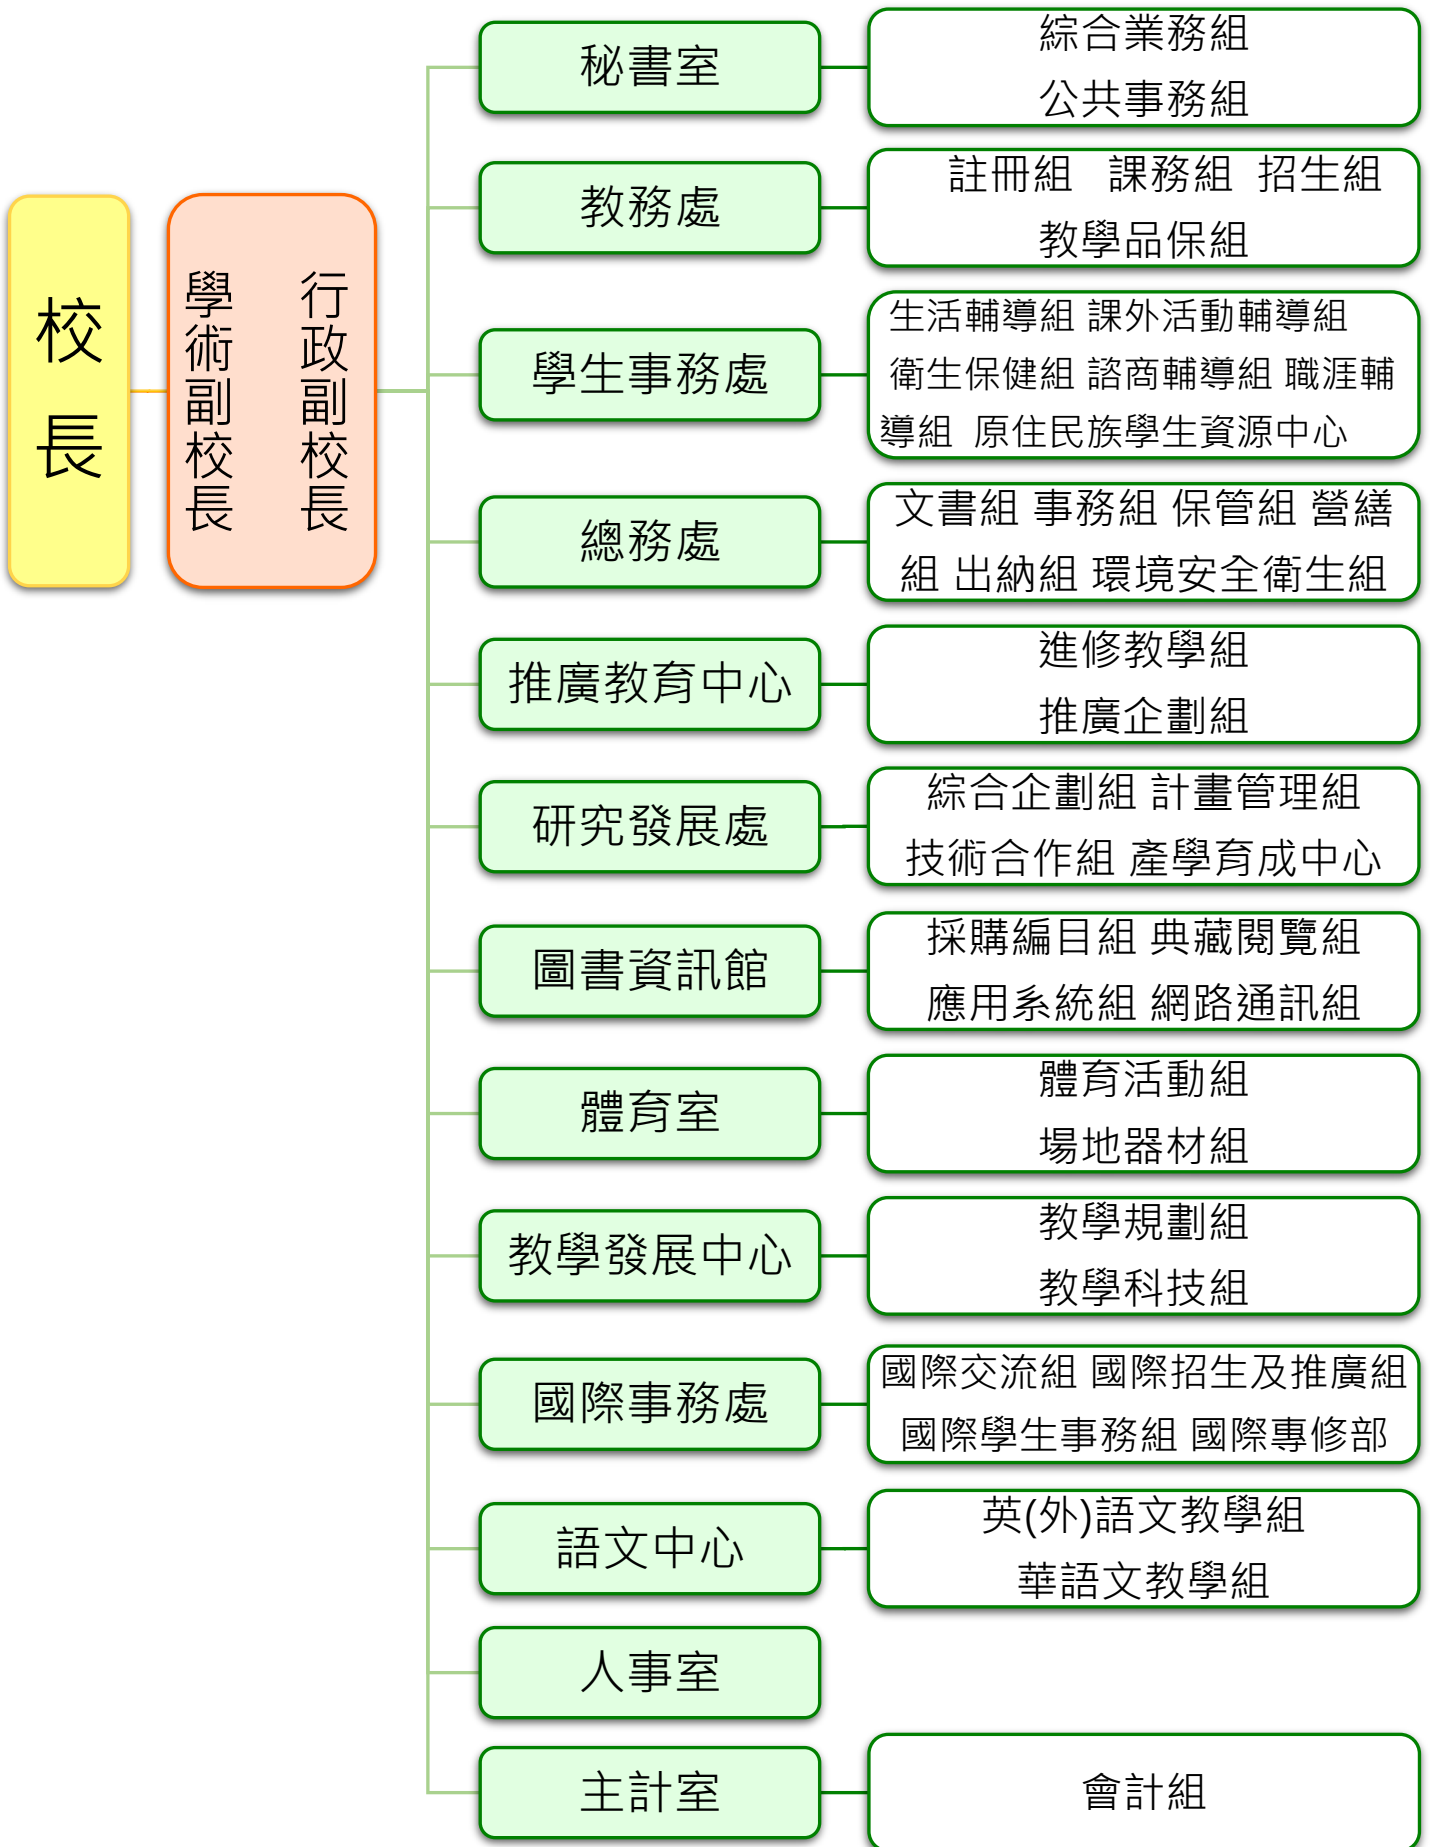 校長
學術副校長
行政副校長
秘書室
綜合業務組
公共事務組
教務處
註冊組 課務組 招生組
教學品保組
學生事務處
生活輔導組 課外活動輔導組
衛生保健組 諮商輔導組 職涯輔
導組 原住民族學生資源中心
總務處
文書組 事務組 保管組 營繕
組 出納組 環境安全衛生組
推廣教育中心
進修教學組
推廣企劃組
研究發展處
綜合企劃組 計畫管理組
技術合作組 產學育成中心
圖書資訊館
採購編目組 典藏閱覽組
應用系統組 網路通訊組
體育室
體育活動組
場地器材組
教學發展中心
教學規劃組
教學科技組
國際事務處
國際交流組 國際招生及推廣組
國際學生事務組 國際專修部
語文中心
英(外)語文教學組
華語文教學組
人事室
主計室
會計組